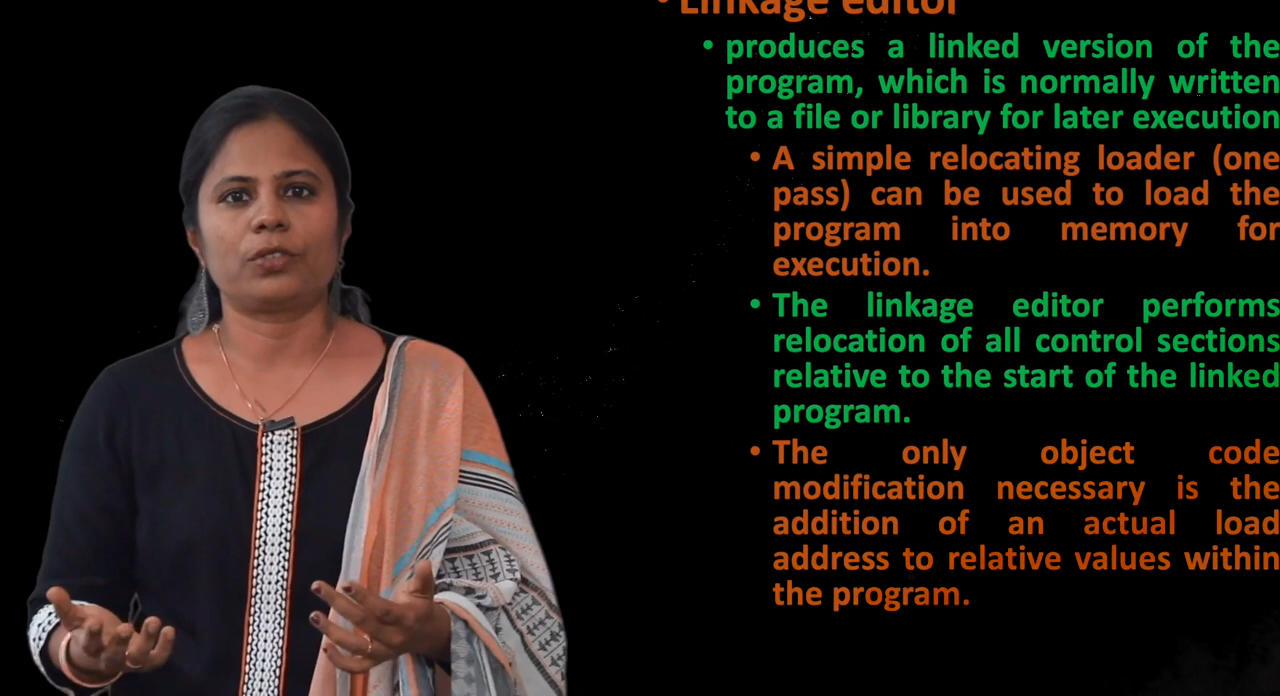 • Linkage editor
• produces a linked version of the
program, which is normally written
to a file or library for later execution
• A simple relocating loader (one
pass) can be used to load the
program into memory for
execution.
• The linkage editor performs
relocation of all control sections
relative to the start of the linked
program.
• The only object code
modification necessary is the
addition of an actual load
address to relative values within
the program.